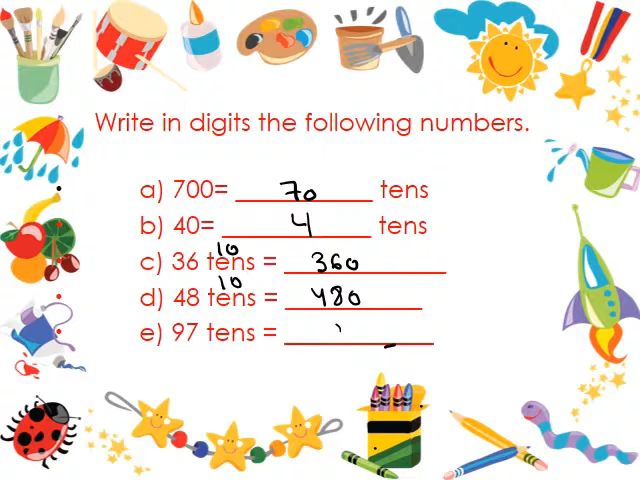 Write in digits the following numbers.
a) 700= 70 tens
b) 40= 4 tens
10
c) 36 tens = 360
10
d) 48 tens = 480
e) 97 tens =